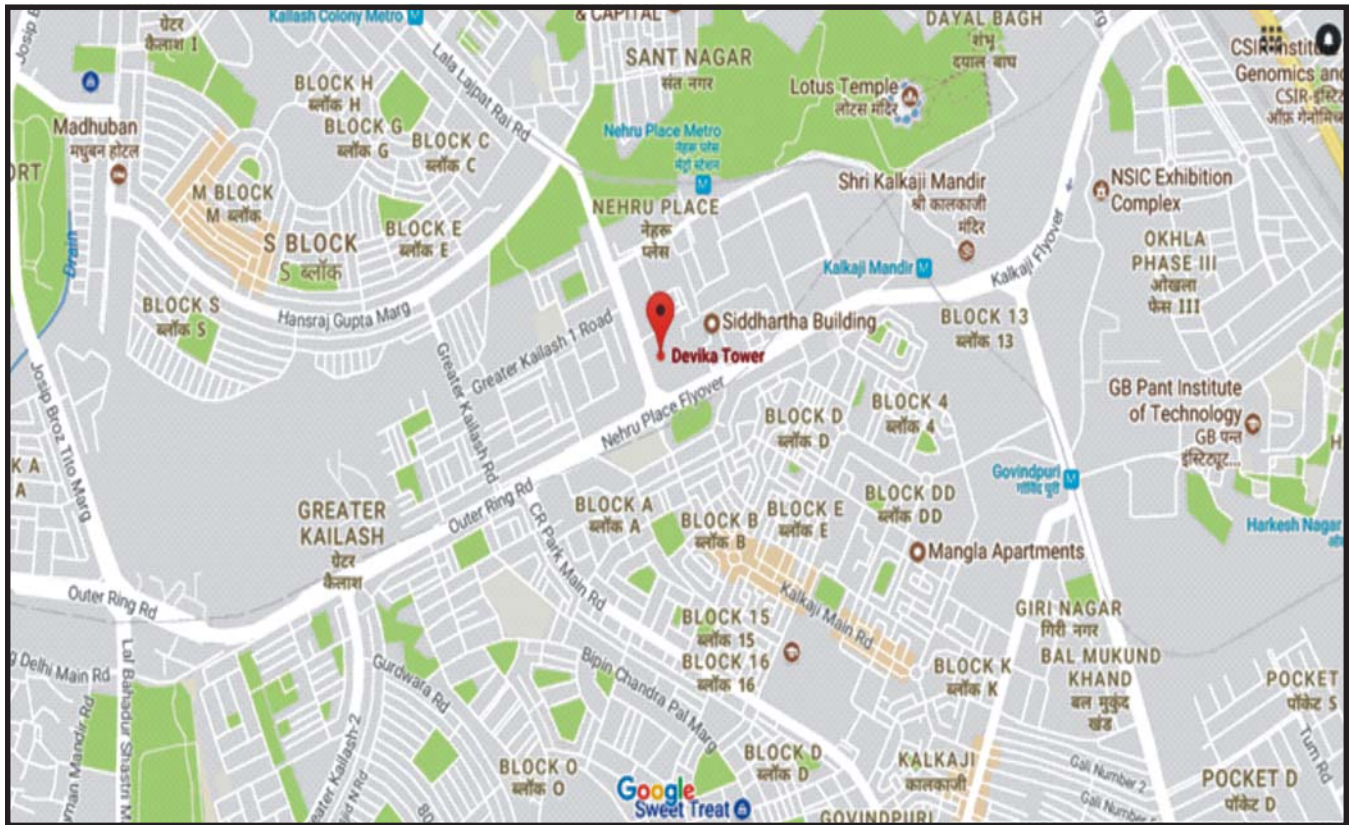 Josip B
ग्रेटर
कैलाश I
Kailash Colony Metro
& CAPITAL
DAYAL BAGH
शंभू
दयाल बाघ
Marg
Lala Lajpat Rai Rd
SANT NAGAR
संत नगर
Lotus Temple
लोटस मंदिर
Genomics and
BLOCK H
ब्लॉक H
BLOCK G
ब्लॉक G
BLOCK C
ब्लॉक C
Madhuban
मधुबन होटल
Nehru Place Metro
नेहरू प्लेस
मेट्रो स्टेशन
ORT
M BLOCK
M ब्लॉक
Shri Kalkaji Mandir
श्री कालकाजी
मंदिर
NSIC Exhibition
Complex
NEHRU PLACE
नेहरू
प्लेस
BLOCK E
ब्लॉक E
S BLOCK
S ब्लॉक
Drain
Kalkaji Mandir
Kalkaji Flyover
OKHLA
PHASE III
ओखला
फेस III
BLOCK S
ब्लॉक S
Hansraj Gupta Marg
Greater Kailash 1 Road
Siddhartha Building
Devika Tower
BLOCK 13
ब्लॉक 13
Josip Broz Tito Marg
Greater Kailash Rd
Nehru Place Flyover
BLOCK D
ब्लॉक D
BLOCK 4
ब्लॉक 4
GB Pant Institute
of Technology
GB पन्त
इंस्टिट्यूट...
K A
A
Govindpuri
गोविंद पुरी
GREATER
KAILASH
ग्रेटर
कैलाश
Outer Ring Rd
CR Park Main Rd
BLOCK A
ब्लॉक A
BLOCK B
ब्लॉक B
BLOCK E
ब्लॉक E
BLOCK DD
ब्लॉक DD
Harkesh Nagar
Mangla Apartments
Outer Ring Rd
Kalkaji Main Rd
BLOCK 15
ब्लॉक 15
BLOCK 16
ब्लॉक 16
GIRI NAGAR
गिरी नगर
BAL MUKUND
KHAND
बल मुकुंद
खंड
Delhi Main Rd
Lal Bahadur Shastri M
Gurdwara Rd
Bipin Chandra Pal Marg
BLOCK K
ब्लॉक K
POCKET
पॉकेट S
man Mandir Rd
eater Kailash-2
BLOCK O
ब्लॉक O
BLOCK D
ब्लॉक D
KALKAJI
कालकाजी
Gali Number 2
Gali Number
Tum Rd
POCKET D
पॉकेट D
Google
Sweet Treat
GOVINDPURI